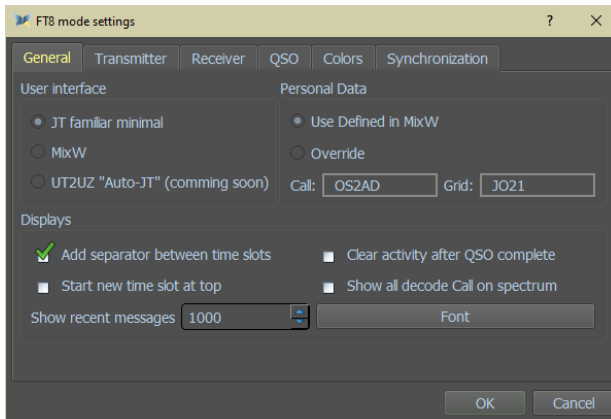 FT8 mode settings ? ×
General Transmitter Receiver QSO Colors Synchronization
User interface
JT familiar minimal
MixW
UT2UZ "Auto-JT" (comming soon)
Personal Data
Use Defined in MixW
Override
Call: OS2AD Grid: JO21
Displays
Add separator between time slots
Clear activity after QSO complete
Start new time slot at top
Show all decode Call on spectrum
Show recent messages 1000
Font
OK Cancel